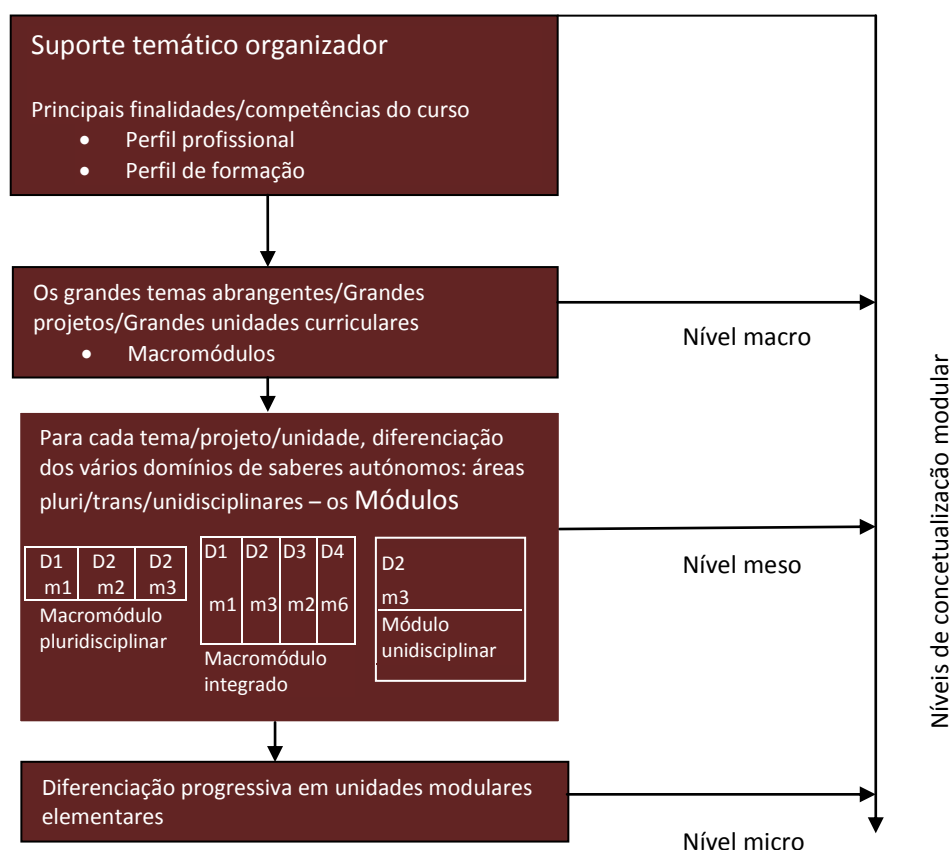 Suporte temático organizador
Principais finalidades/competências do curso
• Perfil profissional
• Perfil de formação
Os grandes temas abrangentes/Grandes
projetos/Grandes unidades curriculares
• Macromódulos
Nível macro
Para cada tema/projeto/unidade, diferenciação
dos vários domínios de saberes autónomos: áreas
pluri/trans/unidisciplinares – os Módulos
D1 D2 D2
m1 m2 m3
Macromódulo
pluridisciplinar
D1 D2 D3 D4
m1 m3 m2 m6
Macromódulo
integrado
D2
m3
Módulo
unidisciplinar
Nível meso
Diferenciação progressiva em unidades modulares
elementares
Nível micro
Níveis de concetualização modular